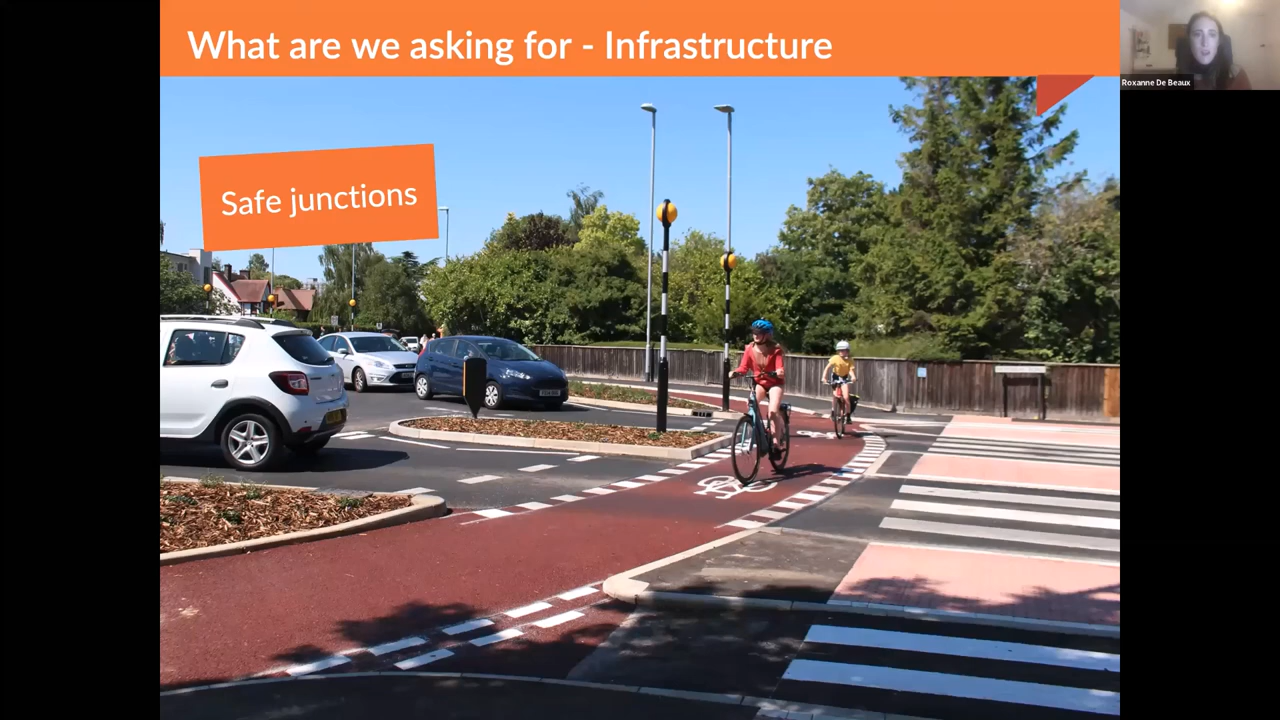 What are we asking for - Infrastructure
Roxanne De Beaux
Safe junctions